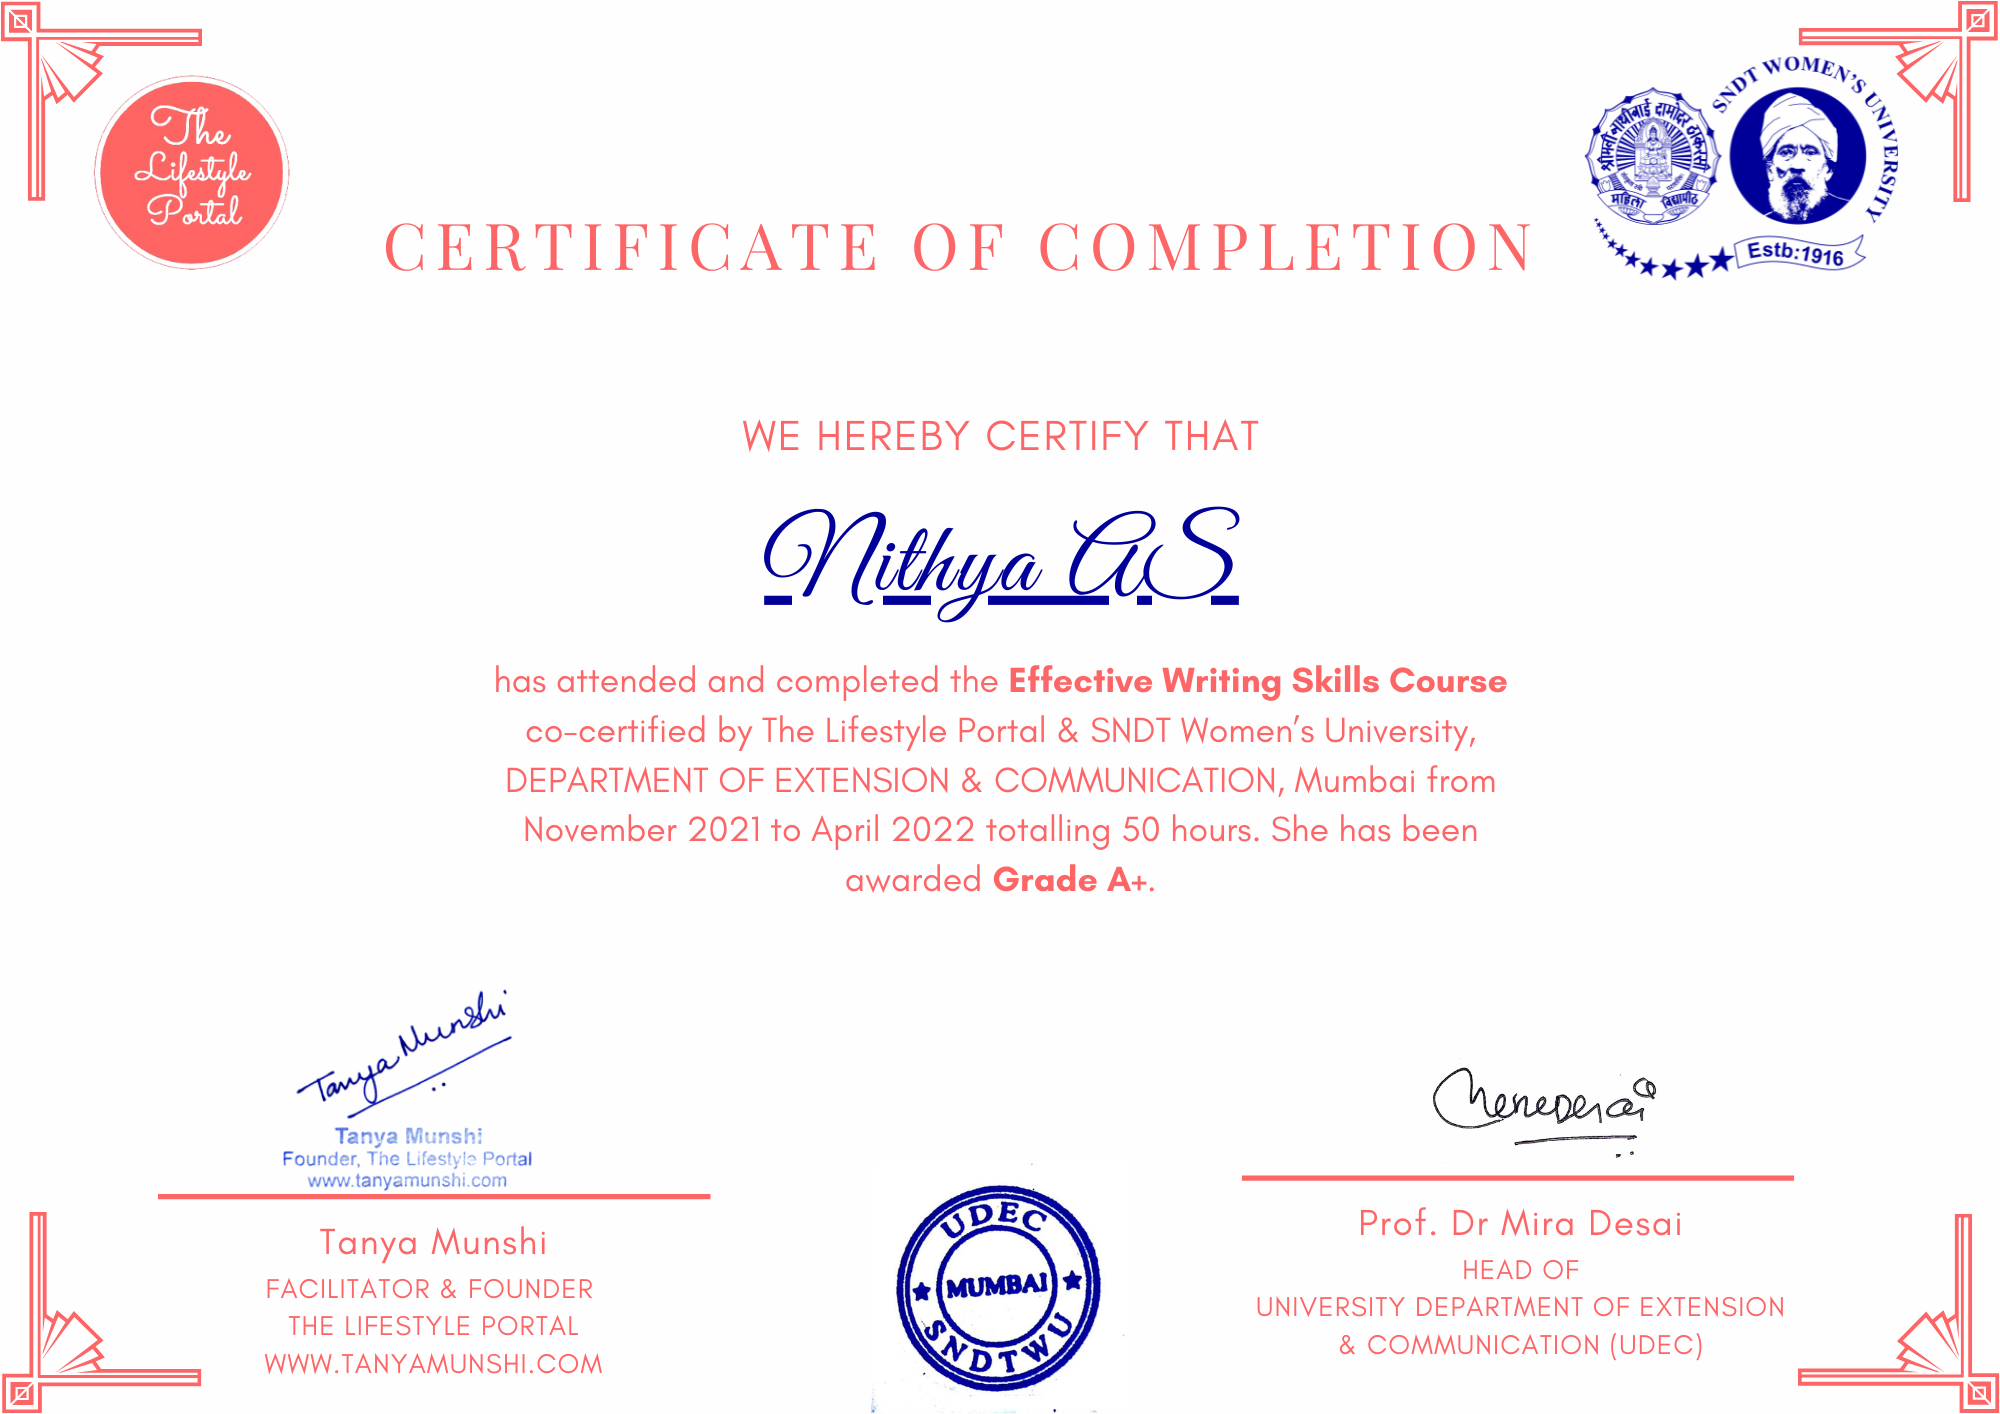 The
Lifestyle
Portal
SNDT WOMEN'S UNIVERSITY
श्रीमती नाथीबाई दामोदर ठाकरसी
महिला विद्यापीठ
Estb:1916
CERTIFICATE OF COMPLETION
WE HEREBY CERTIFY THAT
Nithya AS
has attended and completed the Effective Writing Skills Course
co-certified by The Lifestyle Portal & SNDT Women's University,
DEPARTMENT OF EXTENSION & COMMUNICATION, Mumbai from
November 2021 to April 2022 totalling 50 hours. She has been
awarded Grade A+.
Tanya Munshi
Tanya Munshi
Founder, The Lifestyle Portal
www.tanyamunshi.com
Tanya Munshi
FACILITATOR & FOUNDER
THE LIFESTYLE PORTAL
WWW.TANYAMUNSHI.COM
UDEC
MUMBAI
SNDTWU
Prof. Dr Mira Desai
HEAD OF
UNIVERSITY DEPARTMENT OF EXTENSION
& COMMUNICATION (UDEC)